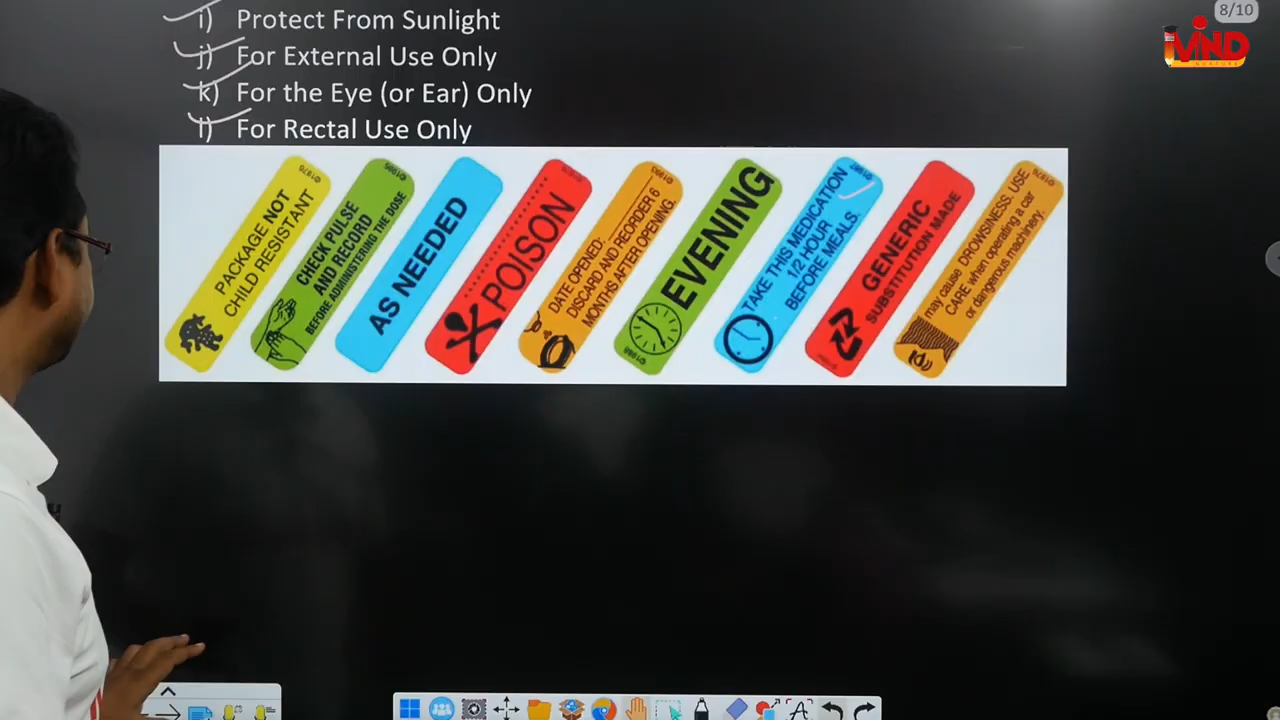 8/10
iMIND
NURTURE
i) Protect From Sunlight
j) For External Use Only
k) For the Eye (or Ear) Only
l) For Rectal Use Only
PACKAGE NOT
CHILD RESISTANT
CHECK PULSE
AND RECORD
BEFORE ADMINISTERING THE DOSE
AS NEEDED
POISON
DATE OPENED:
DISCARD AND REORDER 6
MONTHS AFTER OPENING.
EVENING
TAKE THIS MEDICATION
1/2 HOUR
BEFORE MEALS.
GENERIC
SUBSTITUTION MADE
may cause DROWSINESS. USE
CARE when operating a car
or dangerous machinery.